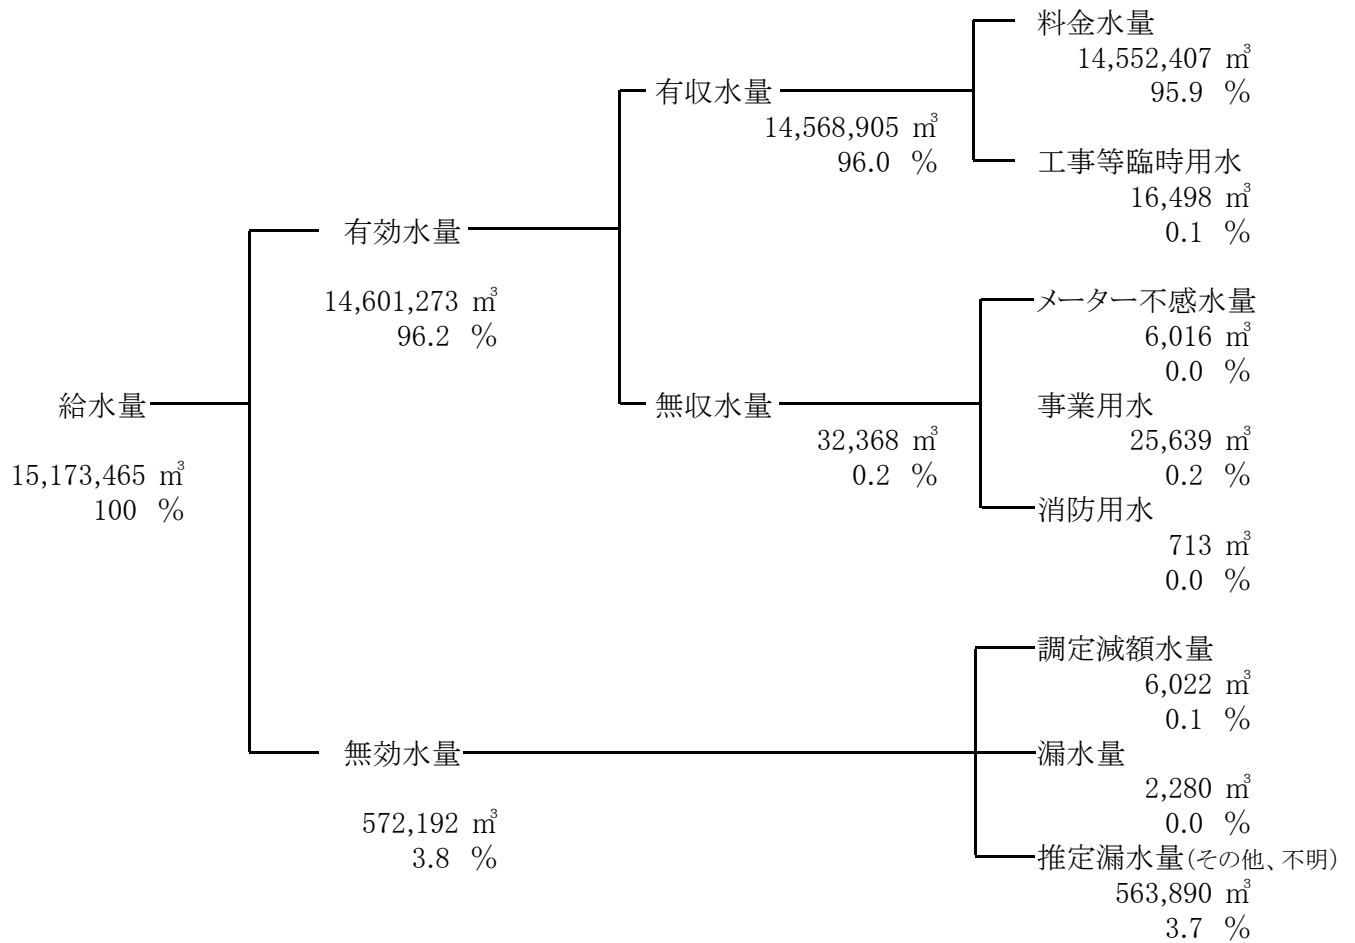 給水量
15,173,465 ㎥
100 %
有効水量
14,601,273 ㎥
96.2 %
有収水量
14,568,905 ㎥
96.0 %
料金水量
14,552,407 ㎥
95.9 %
工事等臨時用水
16,498 ㎥
0.1 %
無収水量
32,368 ㎥
0.2 %
メーター不感水量
6,016 ㎥
0.0 %
事業用水
25,639 ㎥
0.2 %
消防用水
713 ㎥
0.0 %
無効水量
572,192 ㎥
3.8 %
調定減額水量
6,022 ㎥
0.1 %
漏水量
2,280 ㎥
0.0 %
推定漏水量(その他、不明)
563,890 ㎥
3.7 %